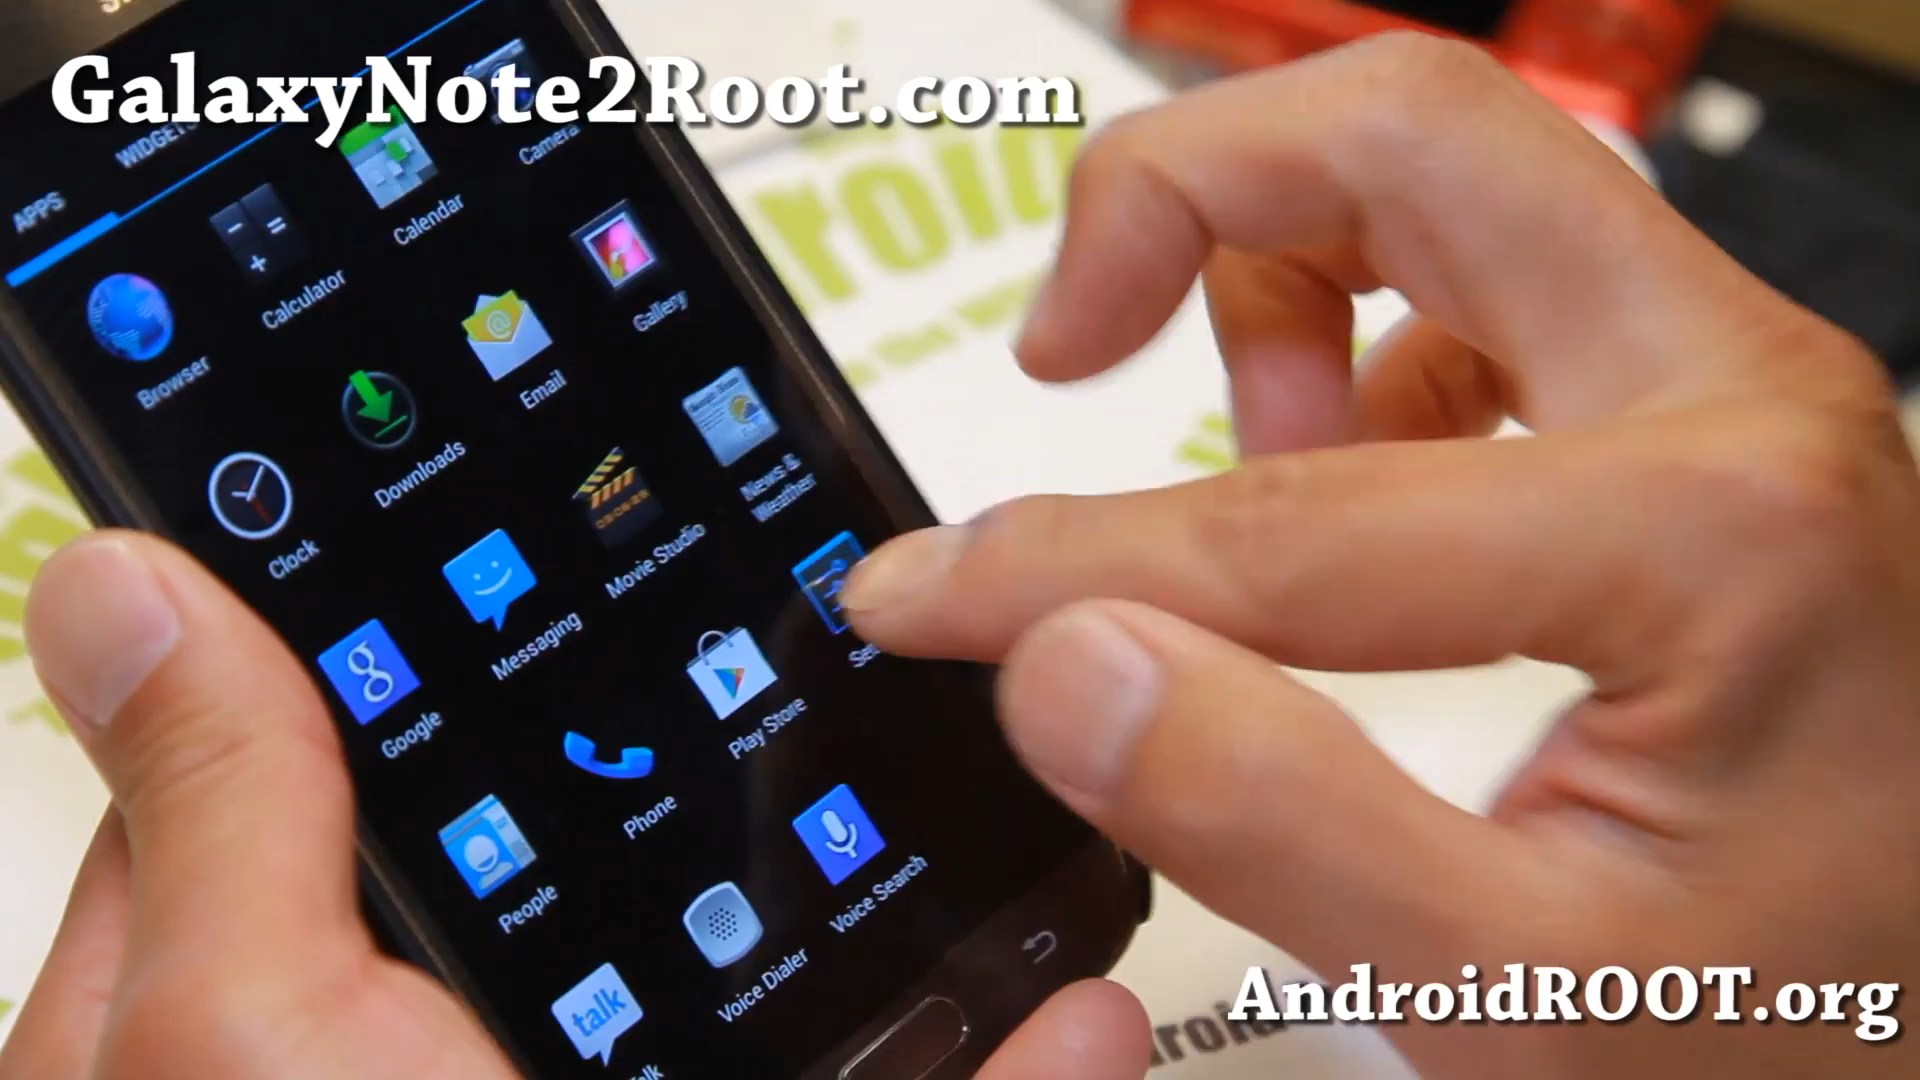 GalaxyNote2Root.com
APPS
WIDGETS
Browser
Calculator
Calendar
Camera
Clock
Downloads
Email
Gallery
Google
Messaging
Movie Studio
News &
Weather
People
Phone
Play Store
talk
Voice Dialer
Voice Search
AndroidROOT.org